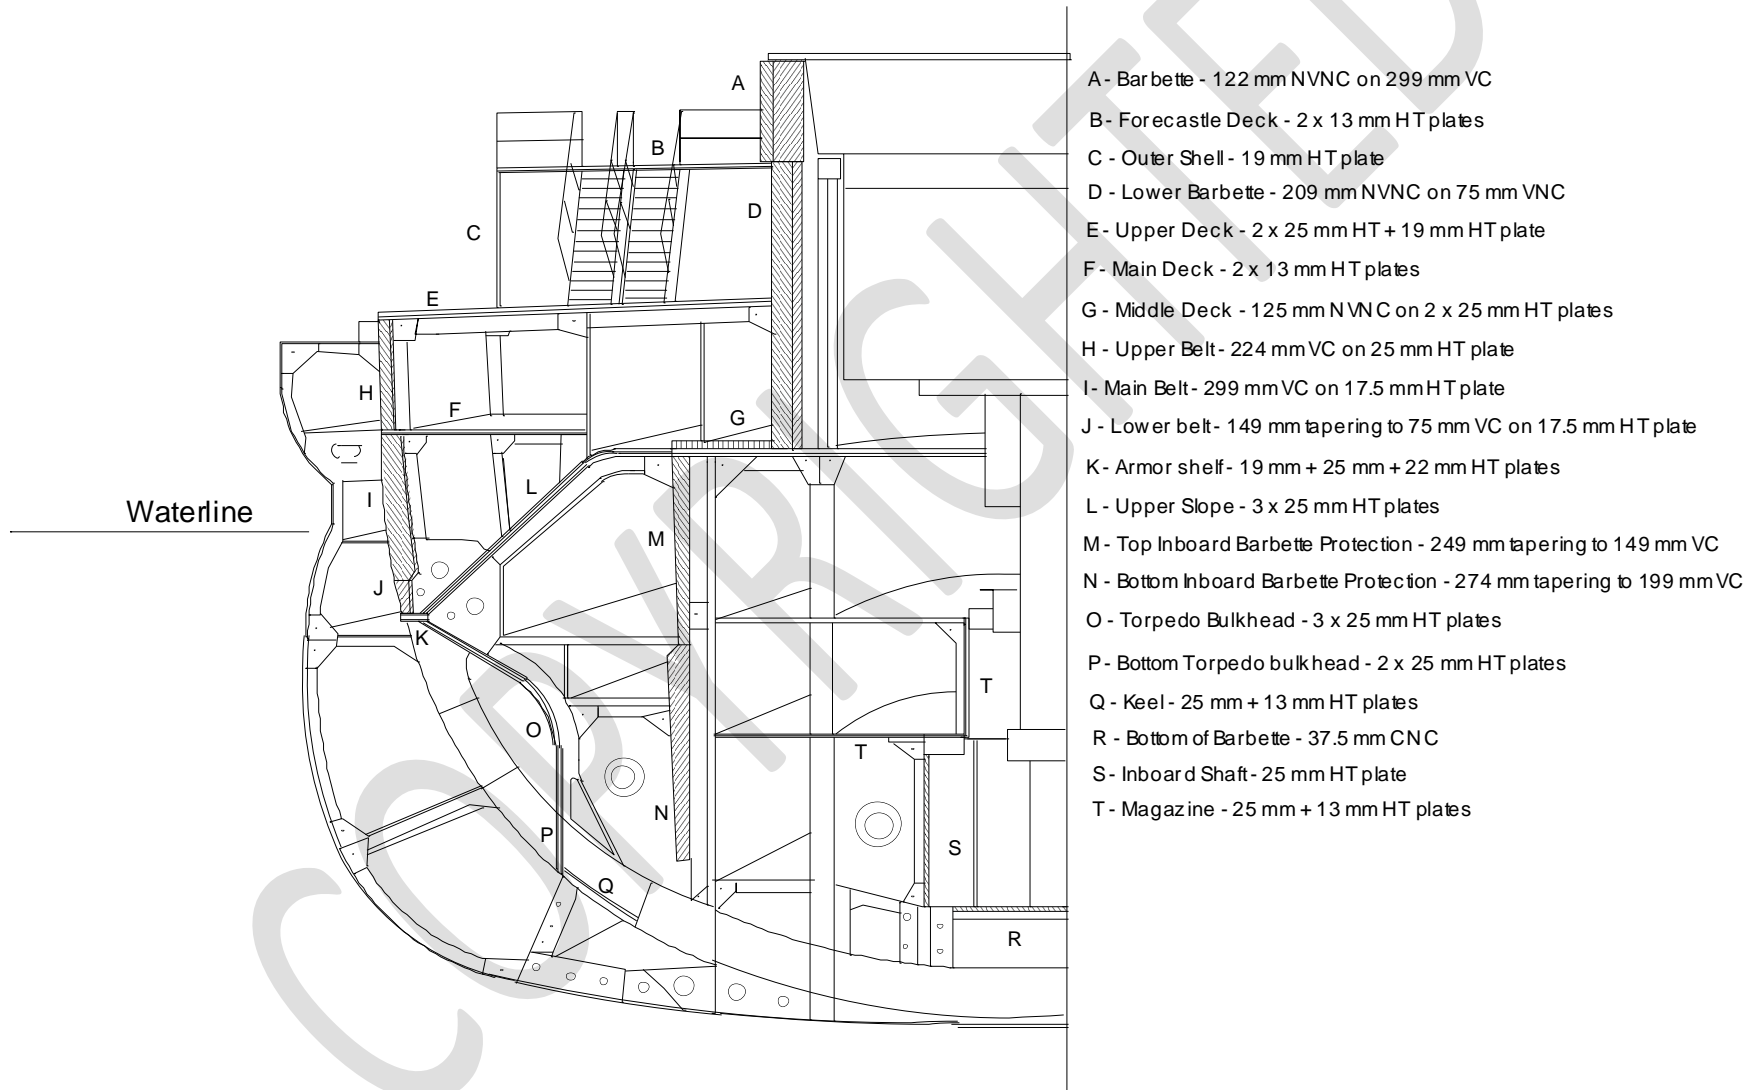 A
B
C
D
E
F
G
H
I
J
K
L
M
N
O
P
Q
R
S
T
T
Waterline
A - Barbette - 122 mm NVNC on 299 mm VC
B - Forecastle Deck - 2 x 13 mm HT plates
C - Outer Shell - 19 mm HT plate
D - Lower Barbette - 209 mm NVNC on 75 mm VNC
E - Upper Deck - 2 x 25 mm HT + 19 mm HT plate
F - Main Deck - 2 x 13 mm HT plates
G - Middle Deck - 125 mm NVNC on 2 x 25 mm HT plates
H - Upper Belt - 224 mm VC on 25 mm HT plate
I - Main Belt - 299 mm VC on 17.5 mm HT plate
J - Lower belt - 149 mm tapering to 75 mm VC on 17.5 mm HT plate
K - Armor shelf - 19 mm + 25 mm + 22 mm HT plates
L - Upper Slope - 3 x 25 mm HT plates
M - Top Inboard Barbette Protection - 249 mm tapering to 149 mm VC
N - Bottom Inboard Barbette Protection - 274 mm tapering to 199 mm VC
O - Torpedo Bulkhead - 3 x 25 mm HT plates
P - Bottom Torpedo bulkhead - 2 x 25 mm HT plates
Q - Keel - 25 mm + 13 mm HT plates
R - Bottom of Barbette - 37.5 mm CNC
S - Inboard Shaft - 25 mm HT plate
T - Magazine - 25 mm + 13 mm HT plates
COPYRIGHTED